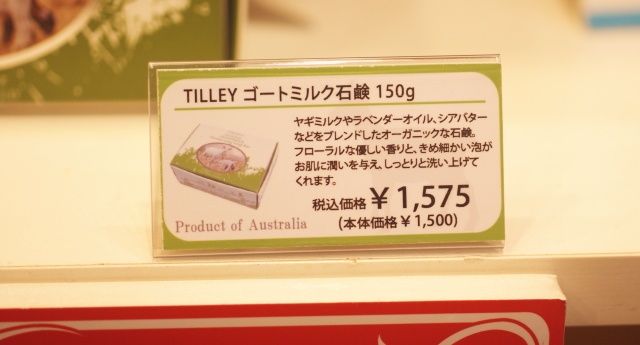 TILLEY ゴートミルク石鹸 150g
ヤギミルクやラベンダーオイル、シアバター
などをブレンドしたオーガニックな石鹸。
フローラルな優しい香りと、きめ細かい泡が
お肌に潤いを与え、しっとりと洗い上げて
くれます。
税込価格￥1,575
(本体価格￥1,500)
Product of Australia